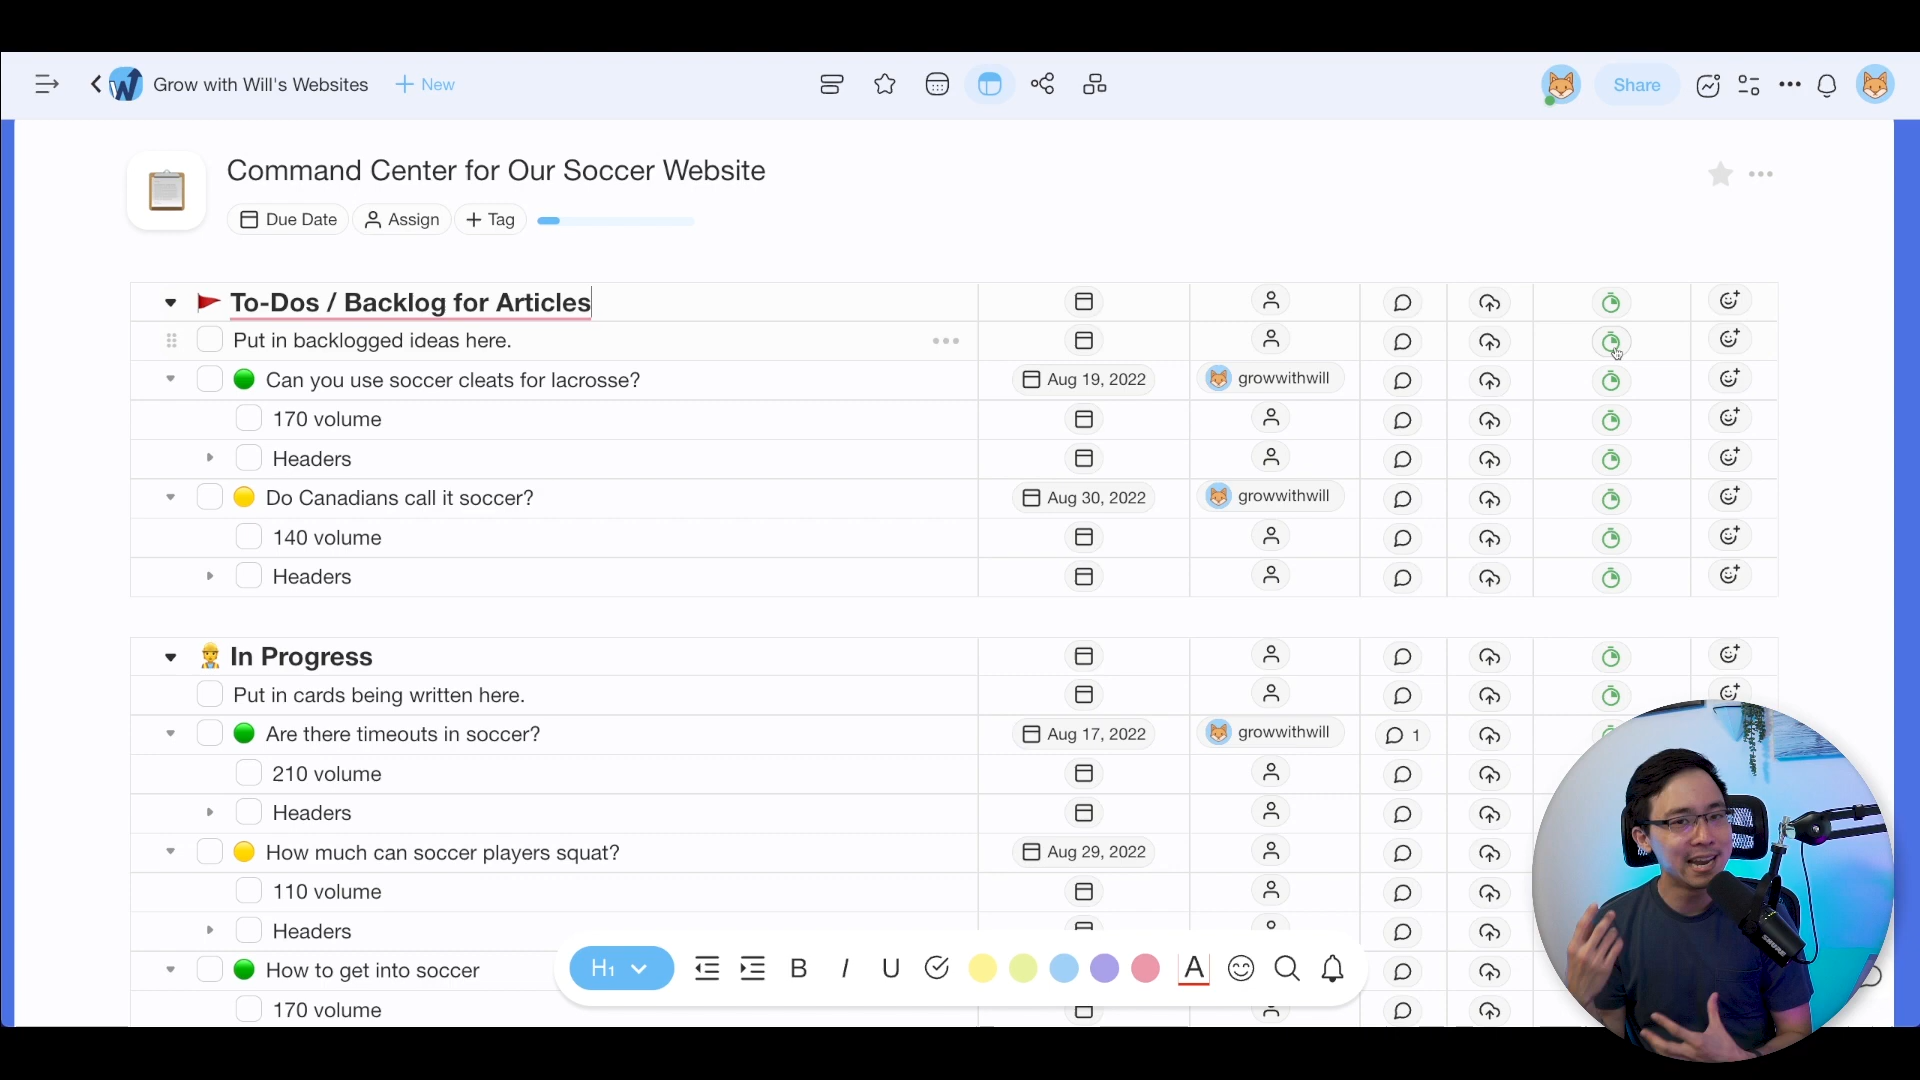 Grow with Will's Websites + New Share
Command Center for Our Soccer Website
Due Date Assign + Tag
To-Dos / Backlog for Articles
Put in backlogged ideas here.
Can you use soccer cleats for lacrosse? Aug 19, 2022 growwithwill
170 volume
Headers
Do Canadians call it soccer? Aug 30, 2022 growwithwill
140 volume
Headers
In Progress
Put in cards being written here.
Are there timeouts in soccer? Aug 17, 2022 growwithwill 1
210 volume
Headers
How much can soccer players squat? Aug 29, 2022
110 volume
Headers
How to get into soccer
170 volume
H1 B I U A
SHURE